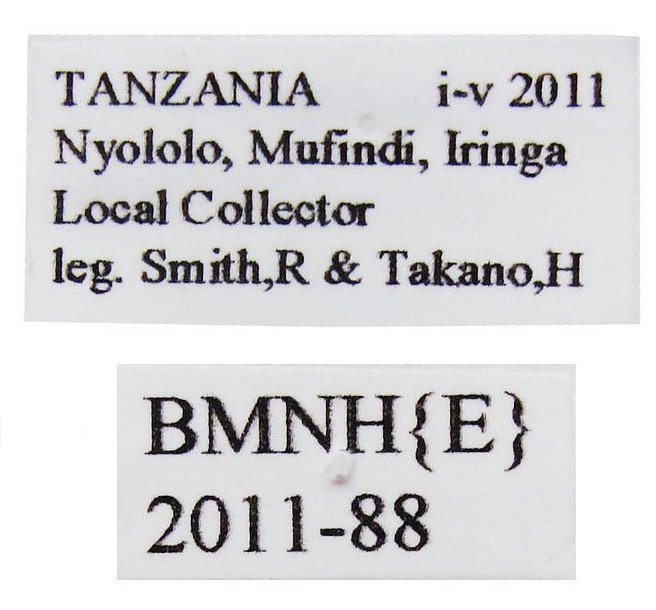 TANZANIA i-v 2011
Nyololo, Mufindi, Iringa
Local Collector
leg. Smith,R & Takano,H
BMNH{E}
2011-88